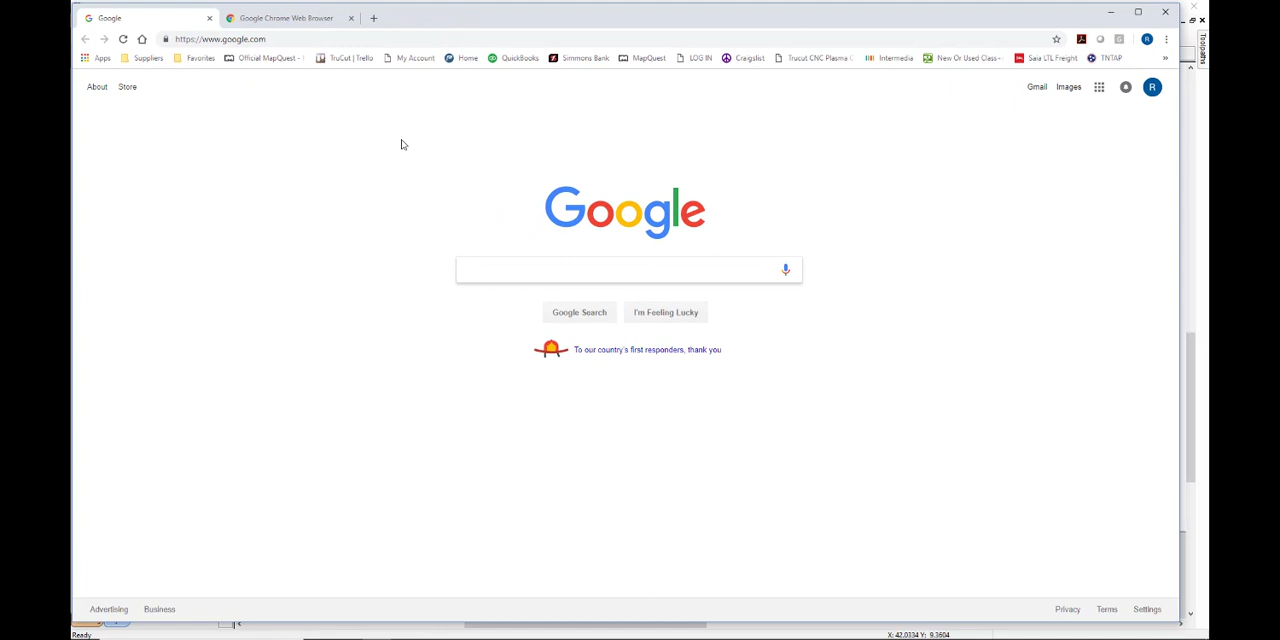 Google
Google Chrome Web Browser
https://www.google.com
R
Apps Suppliers Favorites Official MapQuest - TruCut | Trello My Account Home QuickBooks Simmons Bank MapQuest LOG IN Craigslist Trucut CNC Plasma C Intermedia New Or Used Class- Saia LTL Freight TNTAP »
About Store Gmail Images R
Toolpaths
Google
Google Search I'm Feeling Lucky
To our country's first responders, thank you
Advertising Business Privacy Terms Settings
Ready X: 42.0334 Y: 9.3604